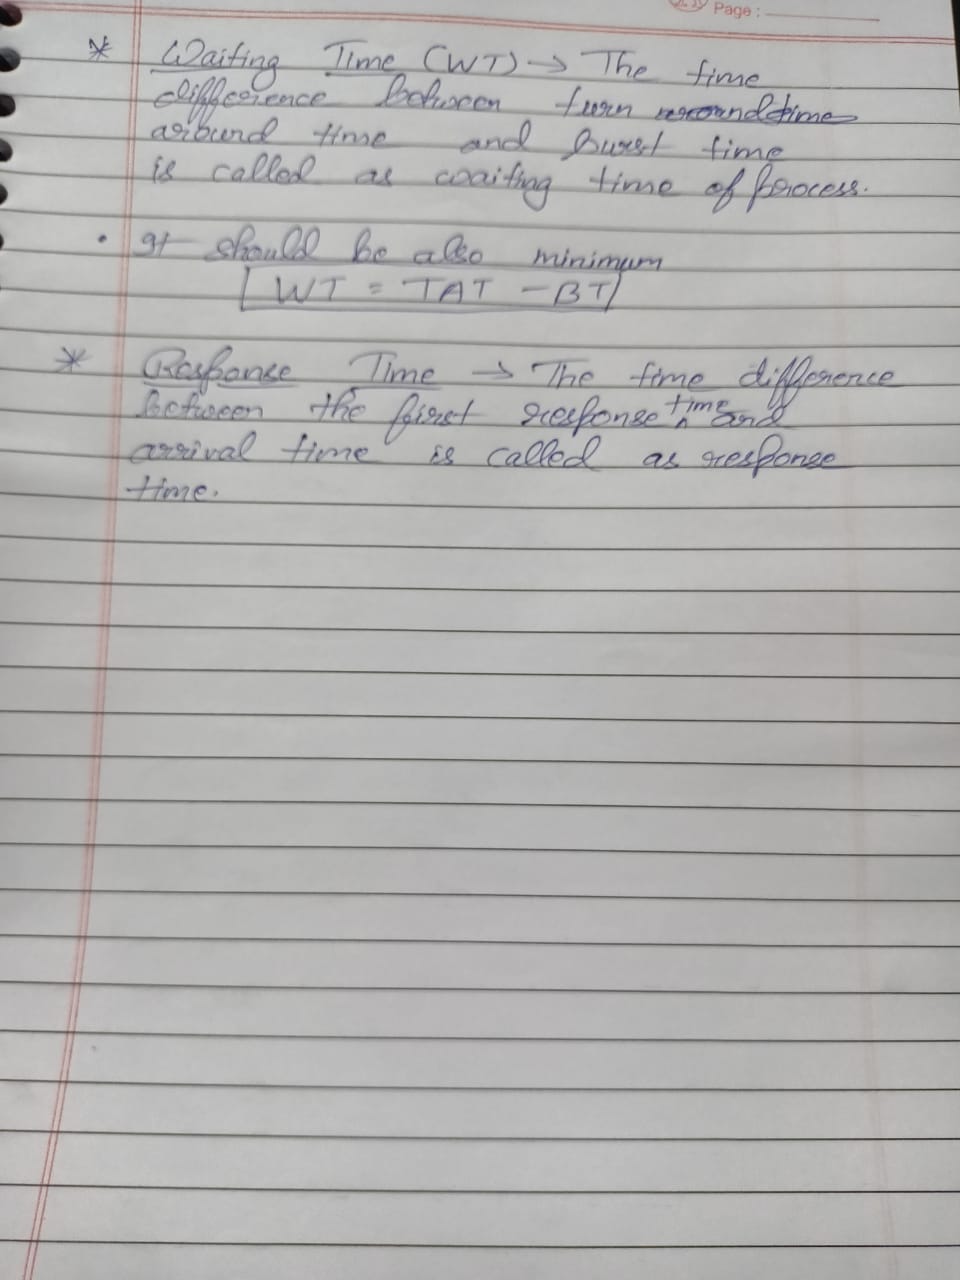 Page :
* Waiting Time (WT) → The time
difference between turn
around time and burst time
is called as waiting time of process.
• It should be also minimum
WT = TAT - BT
* Response Time → The time difference
between the first response time and
arrival time is called as response
time.